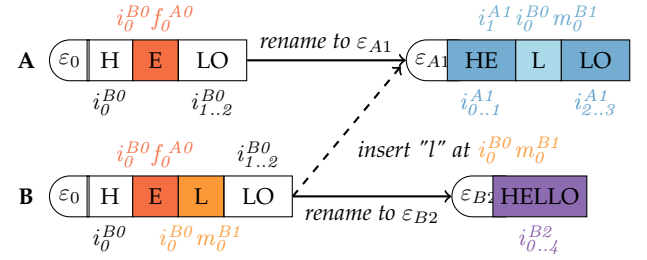 i_0^{B0} f_0^{A0} i_1^{A1} i_0^{B0} m_0^{B1}
A ε_0 H E LO rename to ε_{A1} ε_{A1} HE L LO
i_0^{B0} i_{1..2}^{B0} i_{0..1}^{A1} i_{2..3}^{A1}
i_0^{B0} f_0^{A0} i_{1..2}^{B0} insert "l" at i_0^{B0} m_0^{B1}
B ε_0 H E L LO rename to ε_{B2} ε_{B2} HELLO
i_0^{B0} i_0^{B0} m_0^{B1} i_{0..4}^{B2}